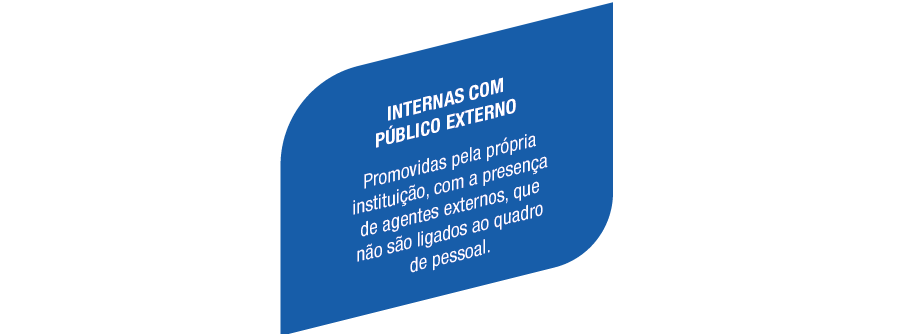 INTERNAS COM
PÚBLICO EXTERNO
Promovidas pela própria
instituição, com a presença
de agentes externos, que
não são ligados ao quadro
de pessoal.